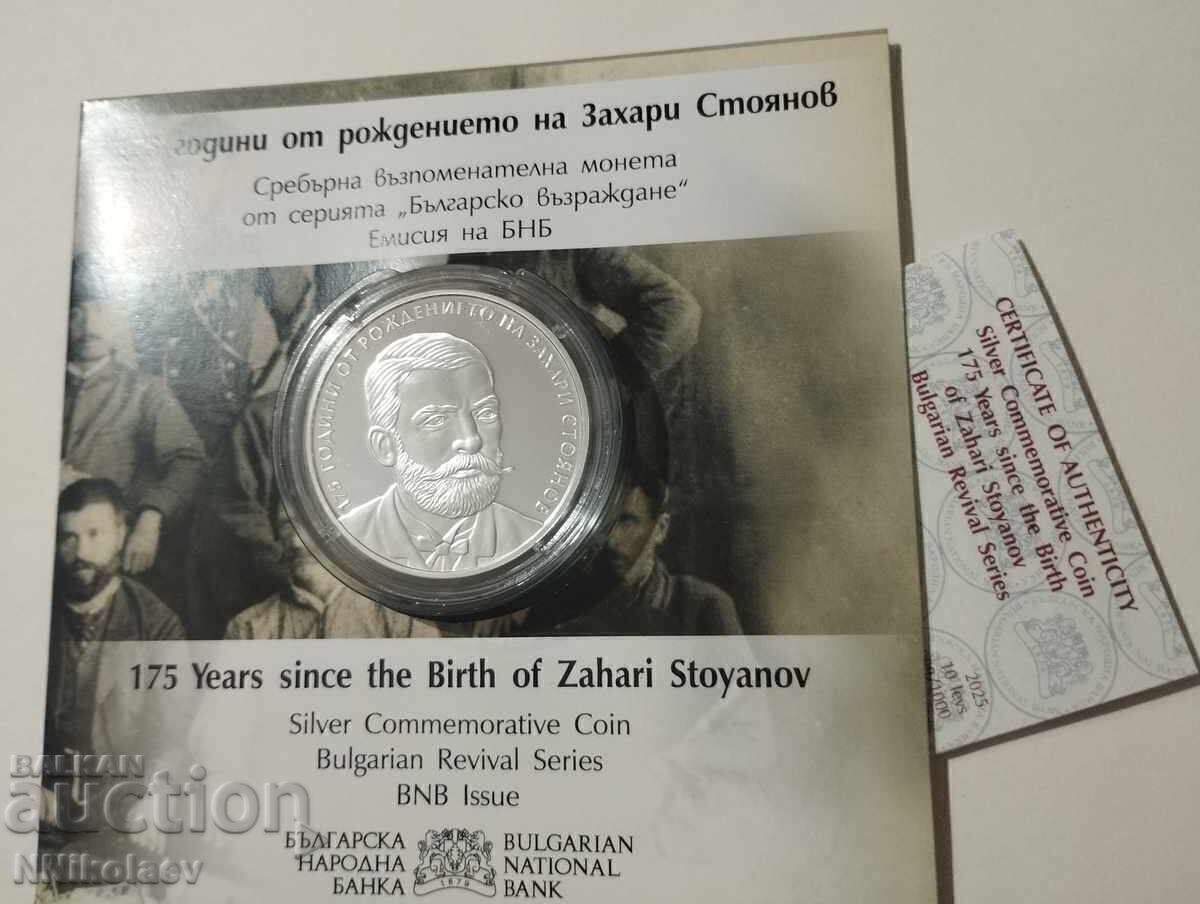 години от рождението на Захари Стоянов
Сребърна възпоменателна монета
от серията „Българско възраждане“
Емисия на БНБ
175 ГОДИНИ ОТ РОЖДЕНИЕТО НА ЗАХАРИ СТОЯНОВ
175 Years since the Birth of Zahari Stoyanov
Silver Commemorative Coin
Bulgarian Revival Series
BNB Issue
БЪЛГАРСКА
НАРОДНА
БАНКА
1879
BULGARIAN
NATIONAL
BANK
CERTIFICATE OF AUTHENTICITY
Silver Commemorative Coin
175 Years since the Birth
of Zahari Stoyanov
Bulgarian Revival Series
2025
10 levs
/1000
BALKAN
auction
NNikolaev